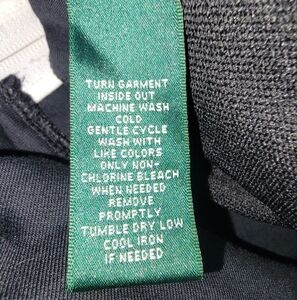 TURN GARMENT
INSIDE OUT
MACHINE WASH
COLD
GENTLE CYCLE
WASH WITH
LIKE COLORS
ONLY NON-
CHLORINE BLEACH
WHEN NEEDED
REMOVE
PROMPTLY
TUMBLE DRY LOW
COOL IRON
IF NEEDED